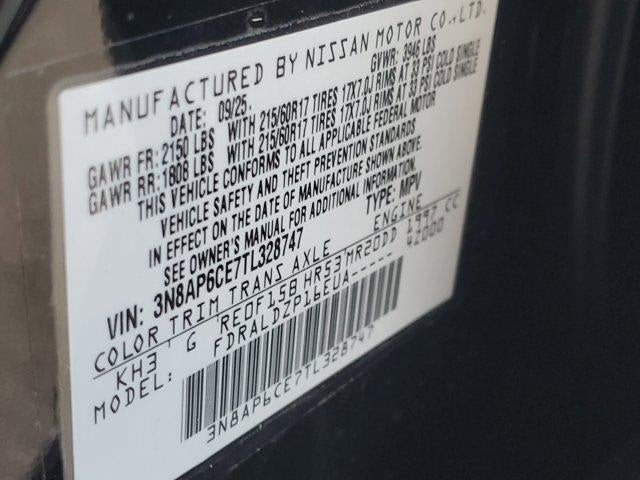 MANUFACTURED BY NISSAN MOTOR CO.,LTD.
DATE: 09/25. GVWR: 3946 LBS
GAWR FR: 2150 LBS WITH 215/60R17 TIRES 17X7.0J RIMS AT 33 PSI COLD SINGLE
GAWR RR: 1808 LBS WITH 215/60R17 TIRES 17X7.0J RIMS AT 33 PSI COLD SINGLE
THIS VEHICLE CONFORMS TO ALL APPLICABLE FEDERAL MOTOR
VEHICLE SAFETY AND THEFT PREVENTION STANDARDS
IN EFFECT ON THE DATE OF MANUFACTURE SHOWN ABOVE.
SEE OWNER'S MANUAL FOR ADDITIONAL INFORMATION.
VIN: 3N8AP6CE7TL328747 TYPE: MPV
COLOR TRIM TRANS AXLE ENGINE
KH3 G RE0F15B HR53 MR20DD 1997 CC
MODEL: FDRALDZP16EUA----- 42000
3N8AP6CE7TL328747